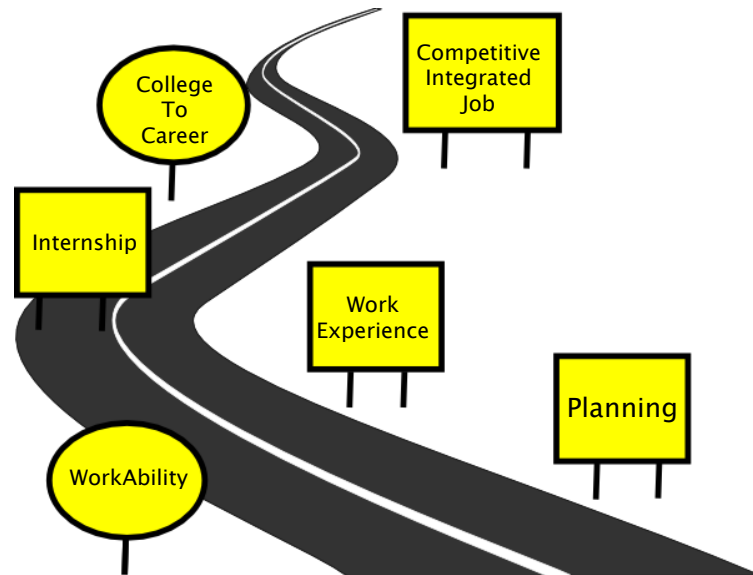 College
To
Career
Competitive
Integrated
Job
Internship
Work
Experience
Planning
WorkAbility